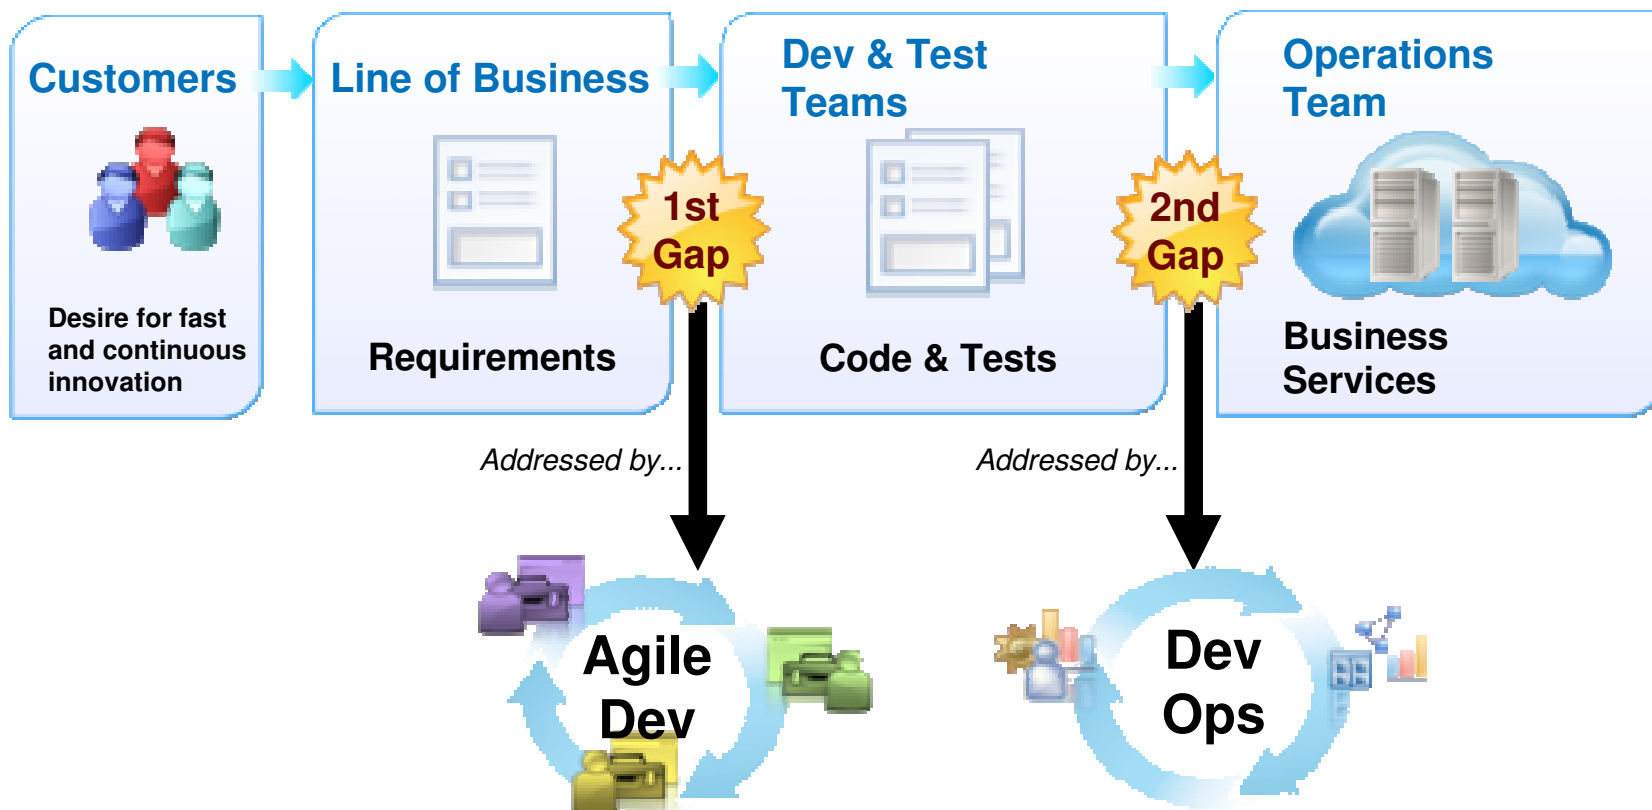 Customers
Desire for fast
and continuous
innovation
Line of Business
Requirements
1st
Gap
Dev & Test
Teams
Code & Tests
2nd
Gap
Operations
Team
Business
Services
Addressed by...
Addressed by...
Agile
Dev
Dev
Ops